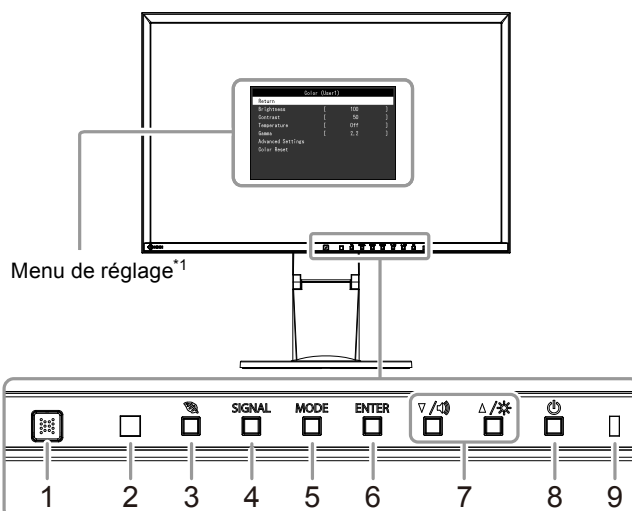 Color (User1)
Return
Brightness [ 100 ]
Contrast [ 50 ]
Temperature [ Off ]
Gamma [ 2.2 ]
Advanced Settings
Color Reset
Menu de réglage*1
SIGNAL MODE ENTER
1 2 3 4 5 6 7 8 9